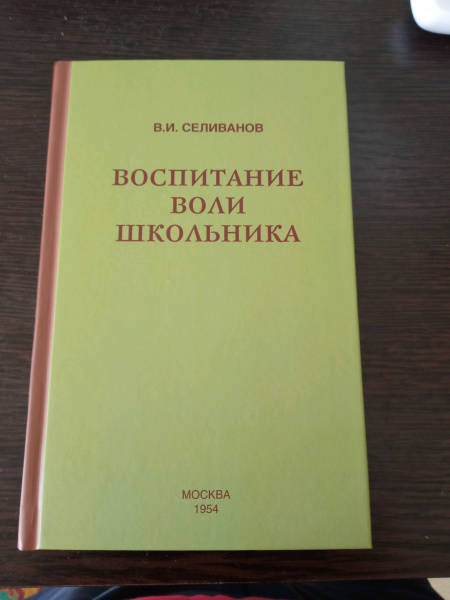 В.И. СЕЛИВАНОВ
ВОСПИТАНИЕ
ВОЛИ
ШКОЛЬНИКА
МОСКВА
1954